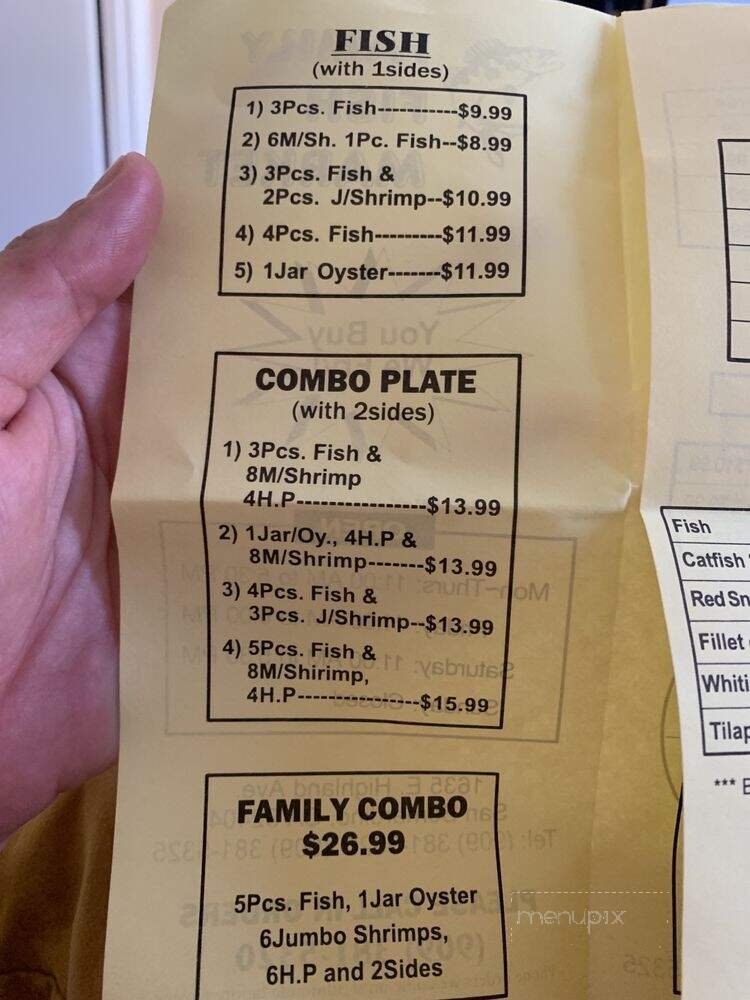 FISH
(with 1sides)
1) 3Pcs. Fish-----------$9.99
2) 6M/Sh. 1Pc. Fish--$8.99
3) 3Pcs. Fish &
2Pcs. J/Shrimp--$10.99
4) 4Pcs. Fish---------$11.99
5) 1Jar Oyster-------$11.99
COMBO PLATE
(with 2sides)
1) 3Pcs. Fish &
8M/Shrimp
4H.P-----------------$13.99
2) 1Jar/Oy., 4H.P &
8M/Shrimp-------$13.99
3) 4Pcs. Fish &
3Pcs. J/Shrimp--$13.99
4) 5Pcs. Fish &
8M/Shirimp,
4H.P----------------$15.99
FAMILY COMBO
$26.99
5Pcs. Fish, 1Jar Oyster
6Jumbo Shrimps,
6H.P and 2Sides
Fish
Catfish
Red Sn
Fillet
Whiti
Tilap
***
menupix